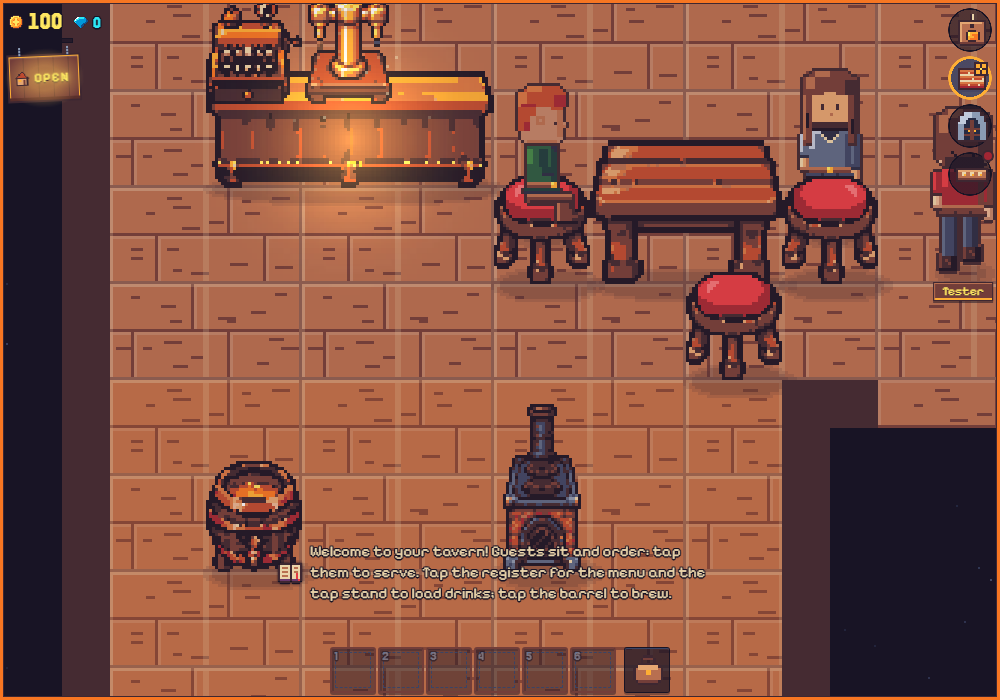 100
0
OPEN
Tester
Welcome to your tavern! Guests sit and order: tap
them to serve. Tap the register for the menu and the
tap stand to load drinks; tap the barrel to brew.
1 2 3 4 5 6